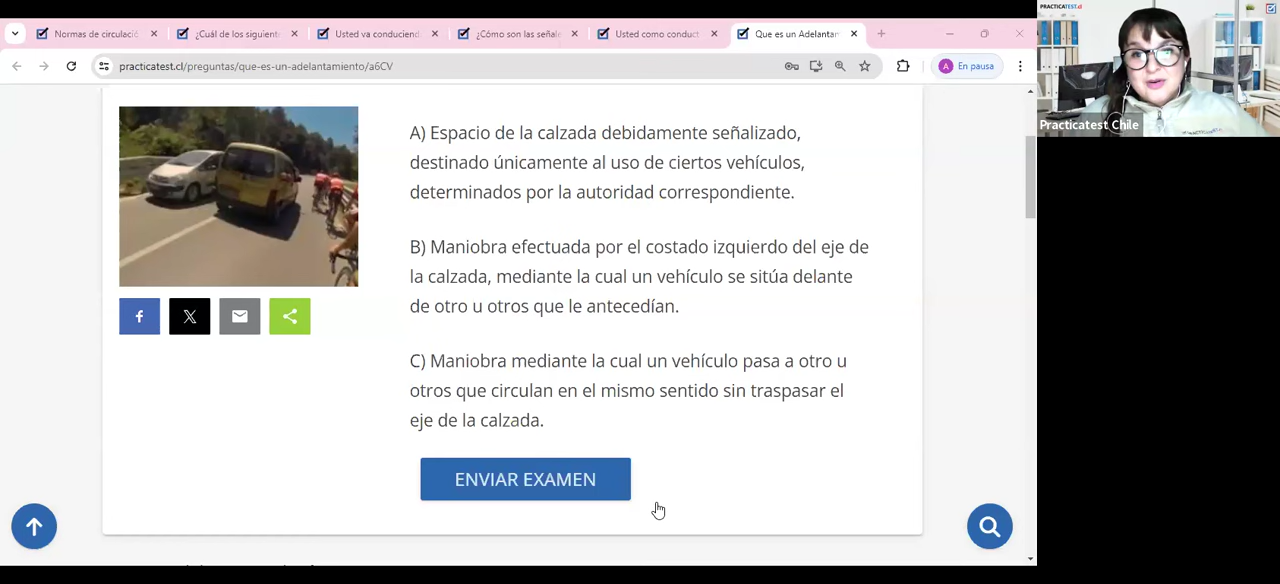 Normas de circulació
¿Cuál de los siguient
Usted va conduciend
¿Cómo son las señale
Usted como conduct
Que es un Adelantam
practicatest.cl/preguntas/que-es-un-adelantamiento/a6CV
A En pausa
PRACTICATEST.cl
Practicatest Chile
A) Espacio de la calzada debidamente señalizado,
destinado únicamente al uso de ciertos vehículos,
determinados por la autoridad correspondiente.
B) Maniobra efectuada por el costado izquierdo del eje de
la calzada, mediante la cual un vehículo se sitúa delante
de otro u otros que le antecedían.
C) Maniobra mediante la cual un vehículo pasa a otro u
otros que circulan en el mismo sentido sin traspasar el
eje de la calzada.
ENVIAR EXAMEN